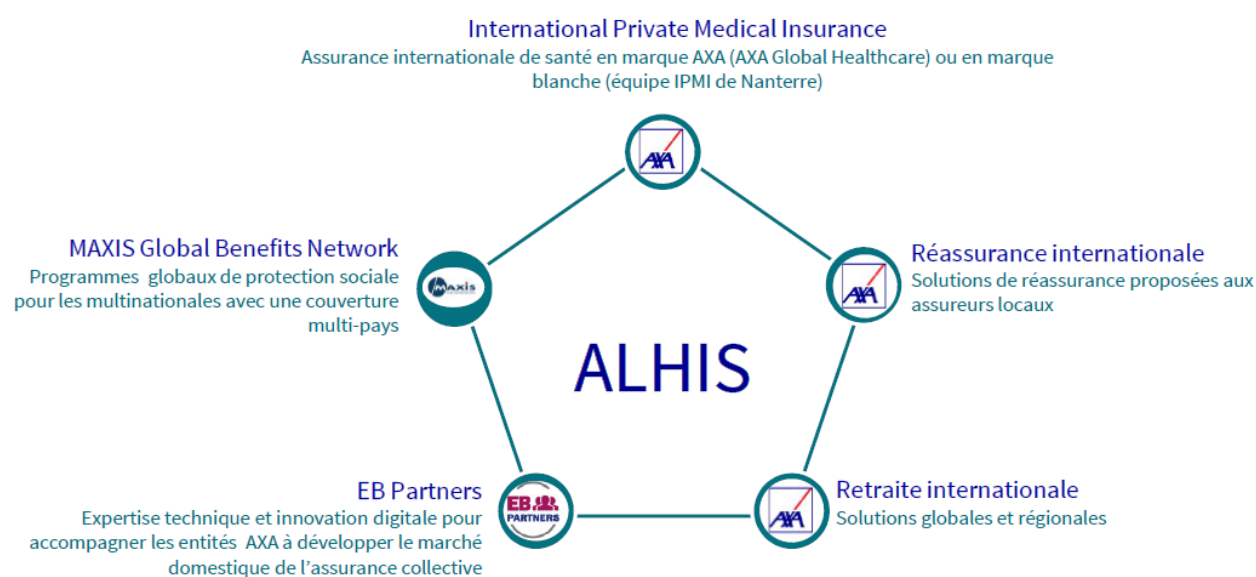 International Private Medical Insurance
Assurance internationale de santé en marque AXA (AXA Global Healthcare) ou en marque
blanche (équipe IPMI de Nanterre)
AXA
MAXIS Global Benefits Network
Programmes globaux de protection sociale
pour les multinationales avec une couverture
multi-pays
MAXIS
Réassurance internationale
Solutions de réassurance proposées aux
assureurs locaux
AXA
ALHIS
EB Partners
Expertise technique et innovation digitale pour
accompagner les entités AXA à développer le marché
domestique de l'assurance collective
EB
PARTNERS
Retraite internationale
Solutions globales et régionales
AXA